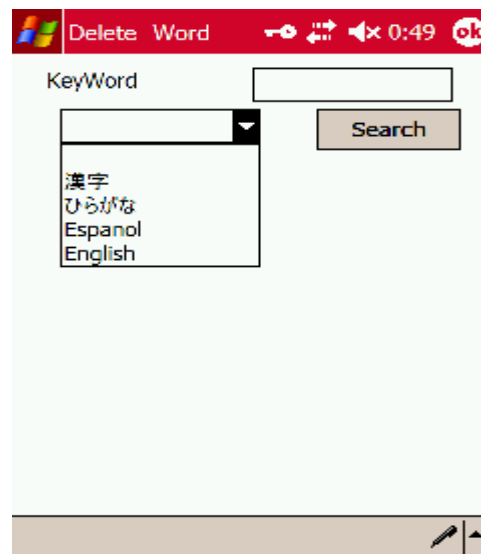 Delete Word 0:49 ok
KeyWord
Search
漢字
ひらがな
Espanol
English